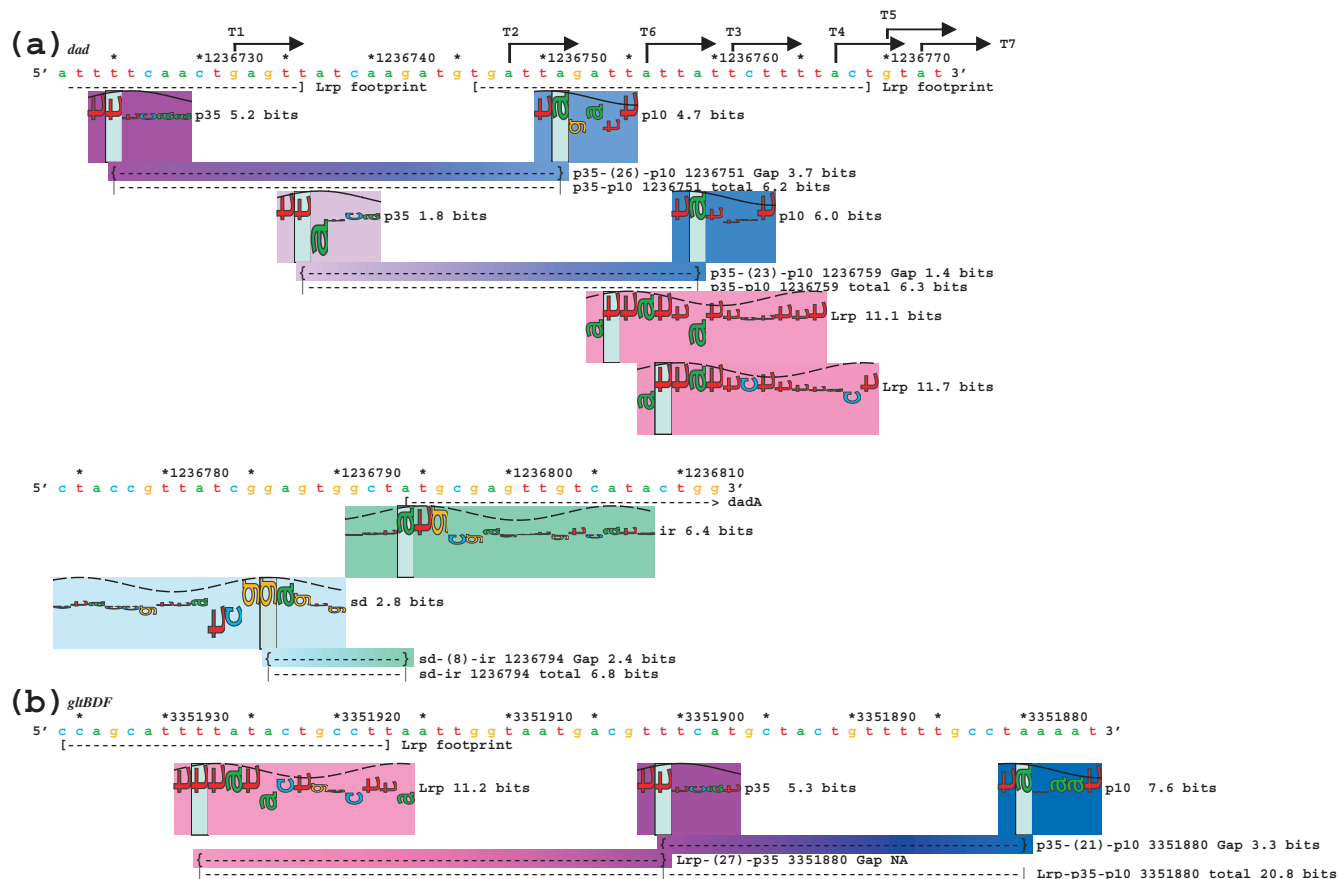 (a) dad
T1 T2 T6 T3 T4 T5 T7
* *1236730 * *1236740 * *1236750 * *1236760 * *1236770
5' a t t t t c a a c t g a g t t a t c a a g a t g t g a t t a g a t t a t t a t t c t t t t a c t g t a t 3'
--------------] Lrp footprint [----------------------] Lrp footprint
p35 5.2 bits p10 4.7 bits
p35-(26)-p10 1236751 Gap 3.7 bits
p35-p10 1236751 total 6.2 bits
p35 1.8 bits p10 6.0 bits
p35-(23)-p10 1236759 Gap 1.4 bits
p35-p10 1236759 total 6.3 bits
Lrp 11.1 bits
Lrp 11.7 bits
* *1236780 * *1236790 * *1236800 * *1236810
5' c t a c c g t t a t c g g a g t g g c t a t g c g a g t t g t c a t a c t g g 3'
[-----------------> dadA
ir 6.4 bits
sd 2.8 bits
sd-(8)-ir 1236794 Gap 2.4 bits
sd-ir 1236794 total 6.8 bits
(b) gltBDF
* *3351930 * *3351920 * *3351910 * *3351900 * *3351890 * *3351880
5' c c a g c a t t t t a t a c t g c c t t a a t t g g t a a t g a c g t t t c a t g c t a c t g t t t t t g c c t a a a a t 3'
[------------------] Lrp footprint
Lrp 11.2 bits p35 5.3 bits p10 7.6 bits
p35-(21)-p10 3351880 Gap 3.3 bits
Lrp-(27)-p35 3351880 Gap NA
Lrp-p35-p10 3351880 total 20.8 bits